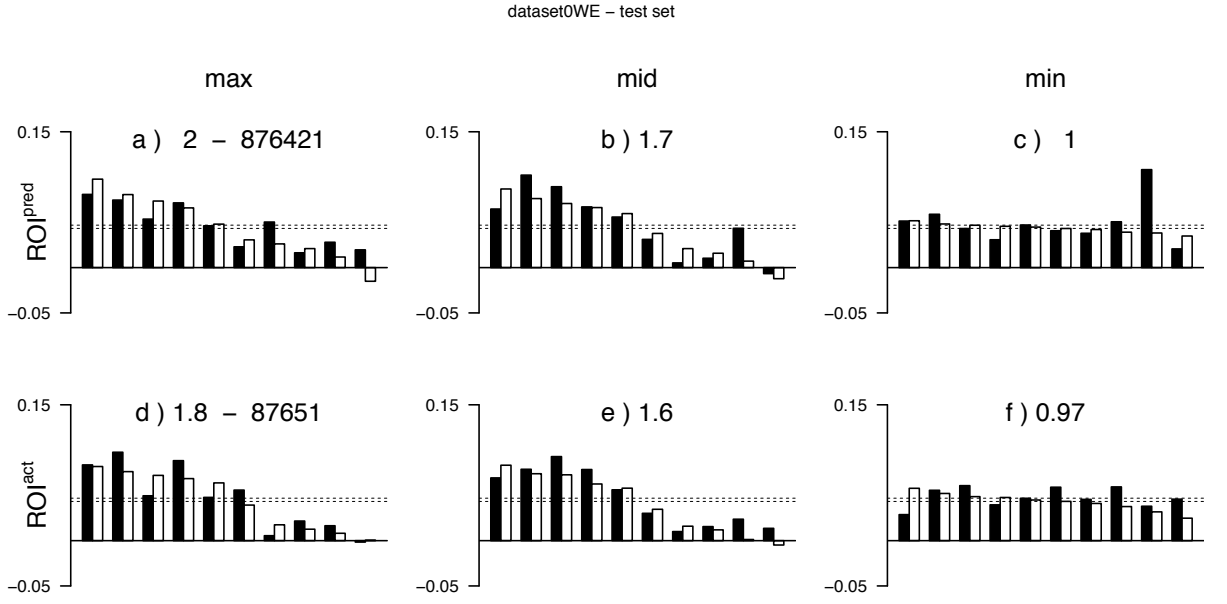 dataset0WE − test set
max mid min
a ) 2 − 876421 b ) 1.7 c ) 1
0.15 0.15 0.15
ROI^pred
−0.05 −0.05 −0.05
d ) 1.8 − 87651 e ) 1.6 f ) 0.97
0.15 0.15 0.15
ROI^act
−0.05 −0.05 −0.05